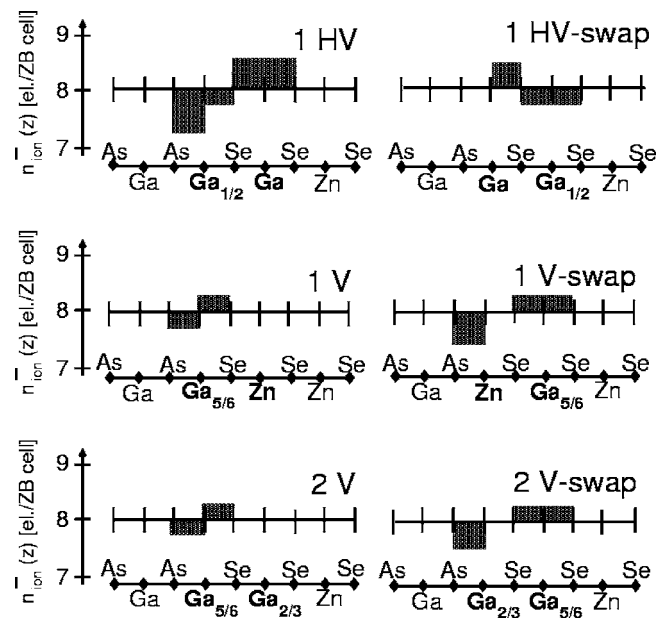 9 1 HV 1 HV-swap
8
7
n̄ion (z) [el./ZB cell]
As As Se Se Se As As Se Se Se
Ga Ga1/2 Ga Zn Ga Ga Ga1/2 Zn
9
1 V 1 V-swap
8
7
n̄ion (z) [el./ZB cell]
As As Se Se Se As As Se Se Se
Ga Ga5/6 Zn Zn Ga Zn Ga5/6 Zn
9
2 V 2 V-swap
8
7
n̄ion (z) [el./ZB cell]
As As Se Se Se As As Se Se Se
Ga Ga5/6 Ga2/3 Zn Ga Ga2/3 Ga5/6 Zn